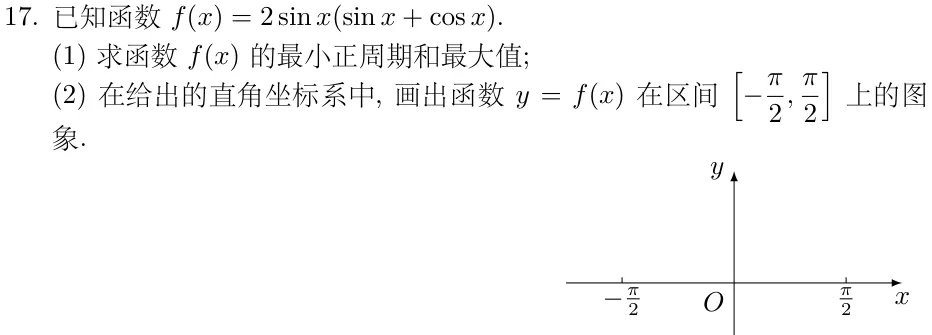 17. 已知函数 f(x) = 2 sin x(sin x + cos x).
(1) 求函数 f(x) 的最小正周期和最大值;
(2) 在给出的直角坐标系中, 画出函数 y = f(x) 在区间 [−π/2, π/2] 上的图
象.
y
−π/2 O π/2 x